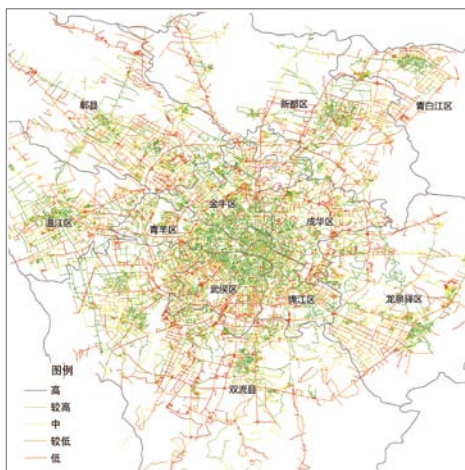 新都区
青白江区
郫县
金牛区
成华区
温江区
青羊区
武侯区
锦江区
龙泉驿区
双流县
图例
高
较高
中
较低
低